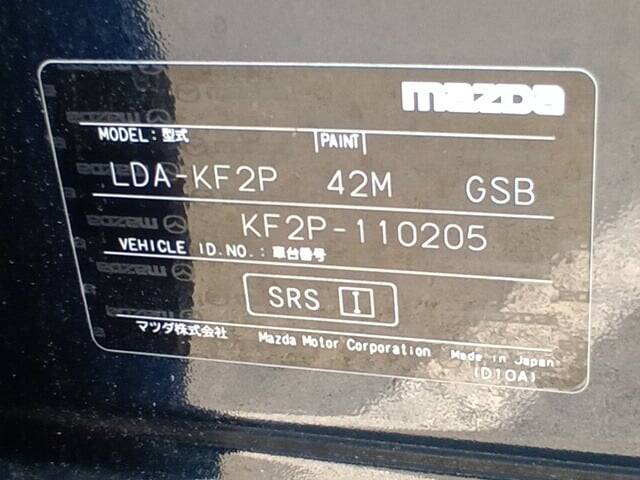 mazda
MODEL:型式 PAINT
LDA-KF2P 42M GSB
KF2P-110205
VEHICLE ID.NO.:車台番号
SRS I
マツダ株式会社 Mazda Motor Corporation Made in Japan
(D10A)